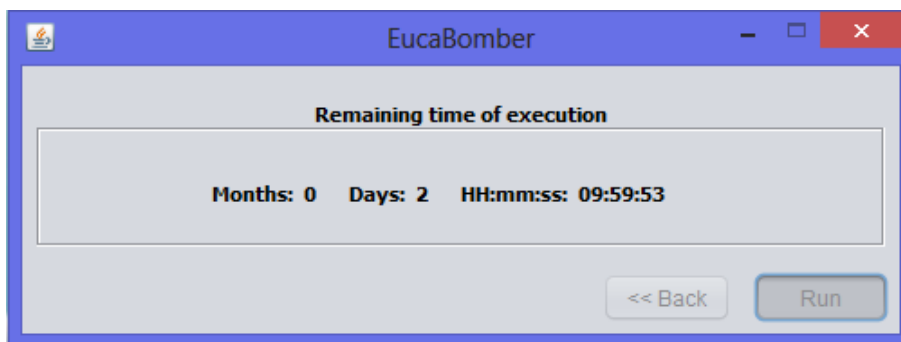 EucaBomber
Remaining time of execution
Months: 0 Days: 2 HH:mm:ss: 09:59:53
<< Back Run